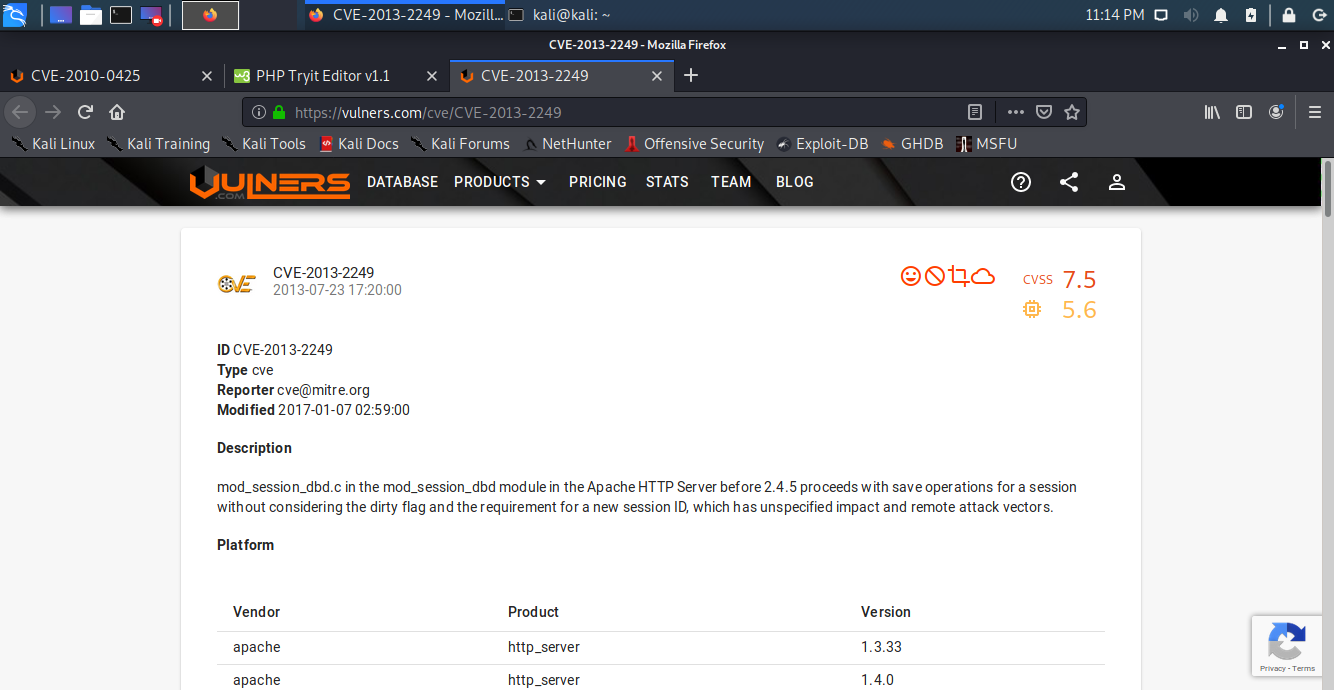 CVE-2013-2249 - Mozill... kali@kali: ~ 11:14 PM
CVE-2013-2249 - Mozilla Firefox
CVE-2010-0425 PHP Tryit Editor v1.1 CVE-2013-2249
https://vulners.com/cve/CVE-2013-2249
Kali Linux Kali Training Kali Tools Kali Docs Kali Forums NetHunter Offensive Security Exploit-DB GHDB MSFU
VULNERS .COM DATABASE PRODUCTS PRICING STATS TEAM BLOG
CVE CVE-2013-2249 CVSS 7.5
2013-07-23 17:20:00
5.6
ID CVE-2013-2249
Type cve
Reporter cve@mitre.org
Modified 2017-01-07 02:59:00
Description
mod_session_dbd.c in the mod_session_dbd module in the Apache HTTP Server before 2.4.5 proceeds with save operations for a session
without considering the dirty flag and the requirement for a new session ID, which has unspecified impact and remote attack vectors.
Platform
Vendor Product Version
apache http_server 1.3.33
apache http_server 1.4.0
Privacy - Terms